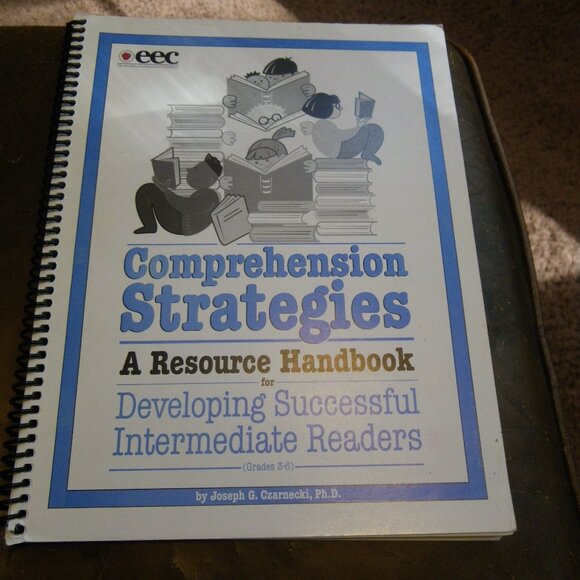 eec
Comprehension
Strategies
A Resource Handbook
for
Developing Successful
Intermediate Readers
(Grades 3-6)
by Joseph G. Czarnecki, Ph.D.